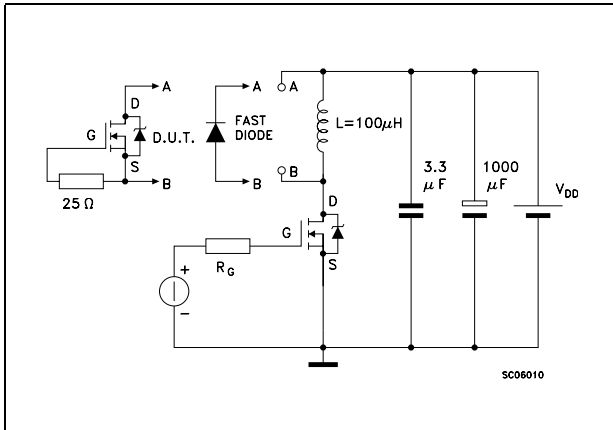 A
A
A
D
G
D.U.T.
S
B
25 Ω
FAST
DIODE
B
B
L=100μH
D
G
S
R_G
+
−
3.3
μF
1000
μF
V_DD
SC06010